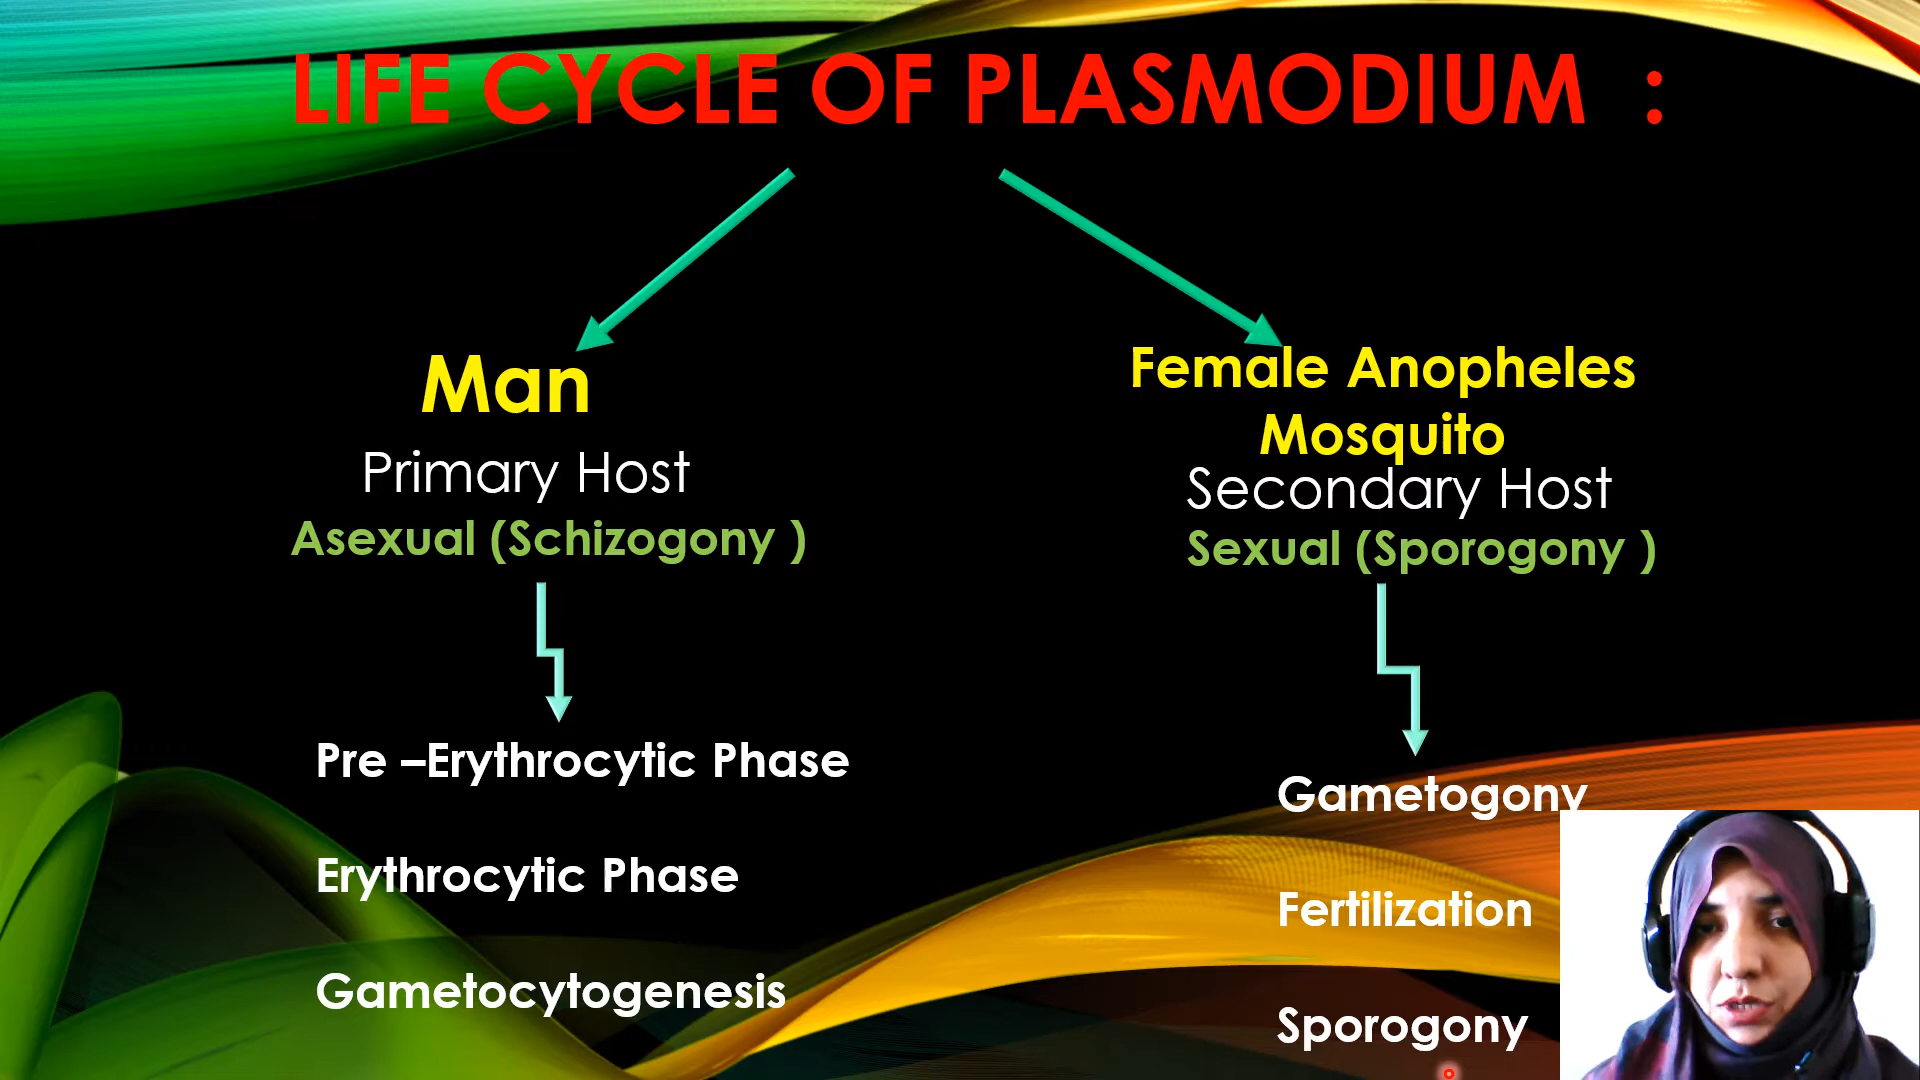 LIFE CYCLE OF PLASMODIUM :
Man
Primary Host
Asexual (Schizogony )
Pre –Erythrocytic Phase
Erythrocytic Phase
Gametocytogenesis
Female Anopheles
Mosquito
Secondary Host
Sexual (Sporogony )
Gametogony
Fertilization
Sporogony